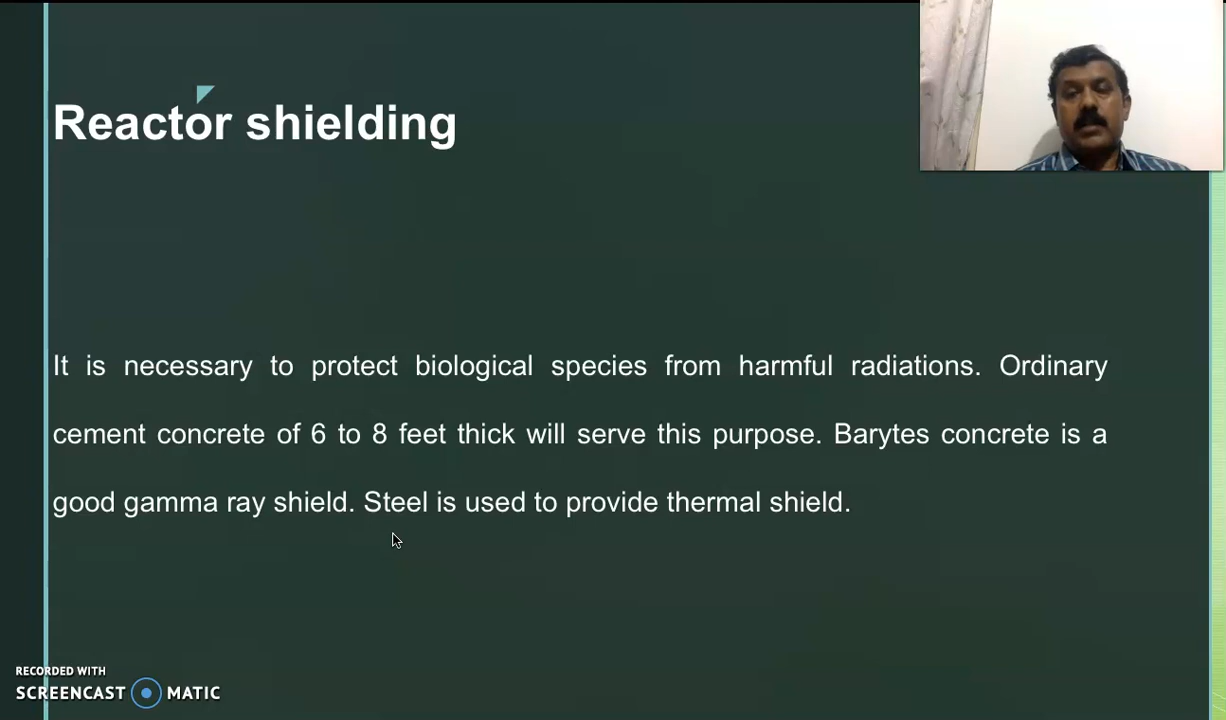 Reactor shielding
It is necessary to protect biological species from harmful radiations. Ordinary
cement concrete of 6 to 8 feet thick will serve this purpose. Barytes concrete is a
good gamma ray shield. Steel is used to provide thermal shield.
RECORDED WITH
SCREENCAST MATIC